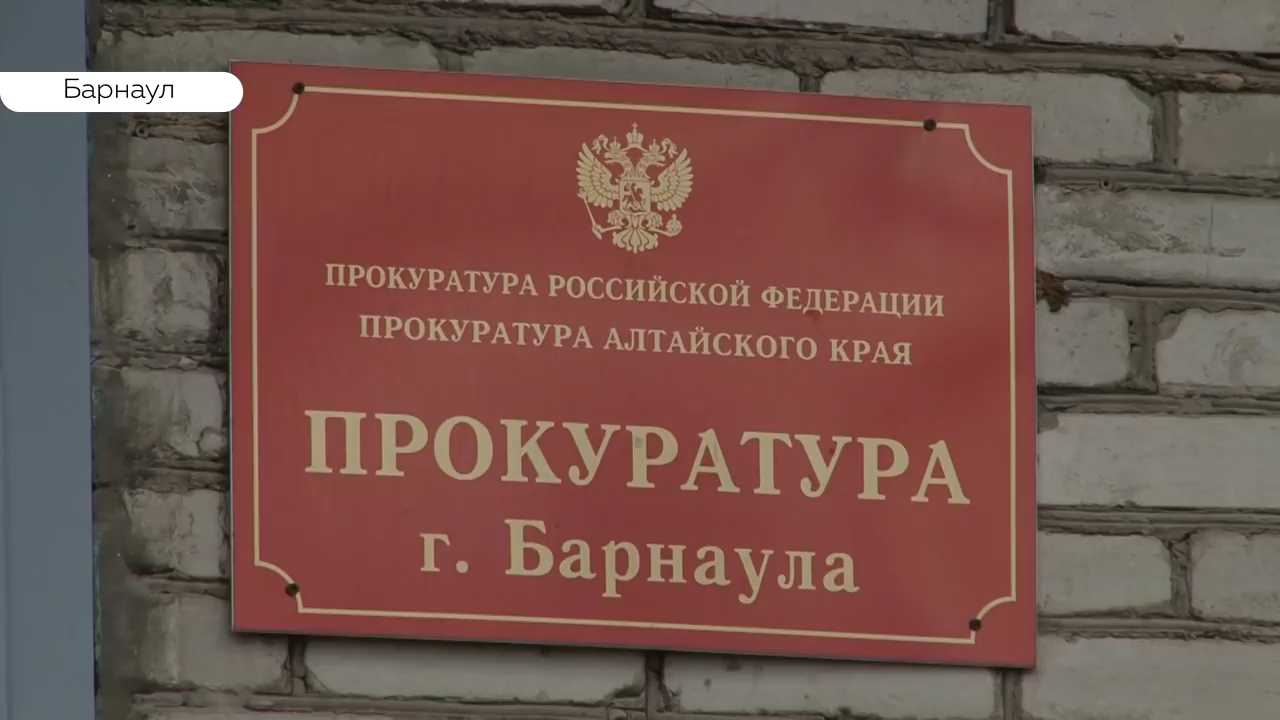 Барнаул
ПРОКУРАТУРА РОССИЙСКОЙ ФЕДЕРАЦИИ
ПРОКУРАТУРА АЛТАЙСКОГО КРАЯ
ПРОКУРАТУРА
г. Барнаула